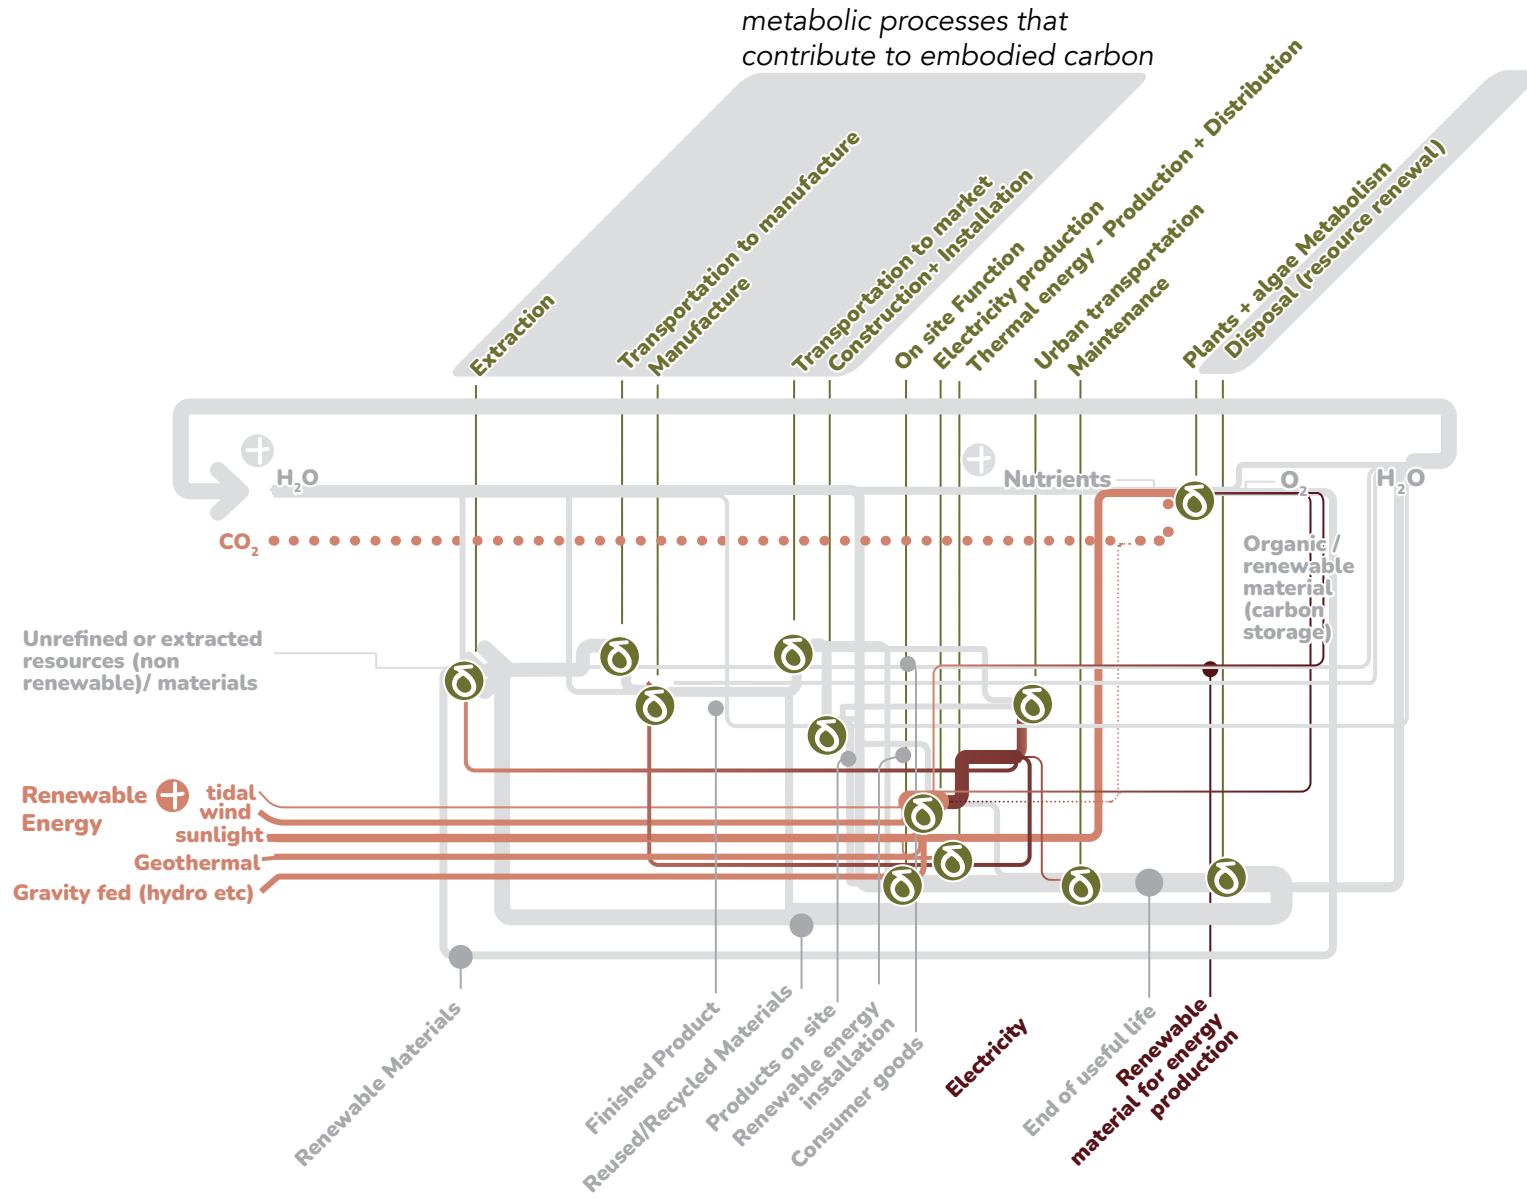 metabolic processes that
contribute to embodied carbon
Extraction
Transportation to manufacture
Manufacture
Transportation to market
Construction+ Installation
On site Function
Electricity production
Thermal energy - Production + Distribution
Urban transportation
Maintenance
Plants + algae Metabolism
Disposal (resource renewal)
H2O
Nutrients
O2
H2O
CO2
Organic /
renewable
material
(carbon
storage)
Unrefined or extracted
resources (non
renewable)/ materials
Renewable
Energy
tidal
wind
sunlight
Geothermal
Gravity fed (hydro etc)
Renewable Materials
Finished Product
Reused/Recycled Materials
Products on site
Renewable energy
installation
Consumer goods
Electricity
End of useful life
Renewable
material for energy
production